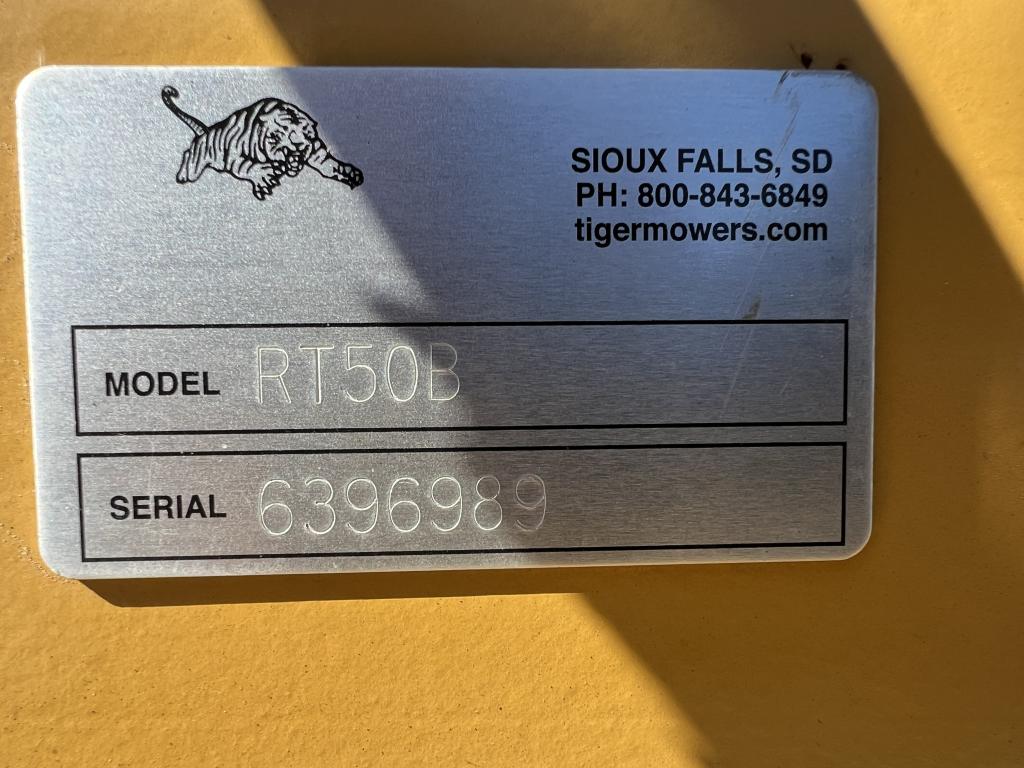 SIOUX FALLS, SD
PH: 800-843-6849
tigermowers.com
MODEL RT50B
SERIAL 6396989